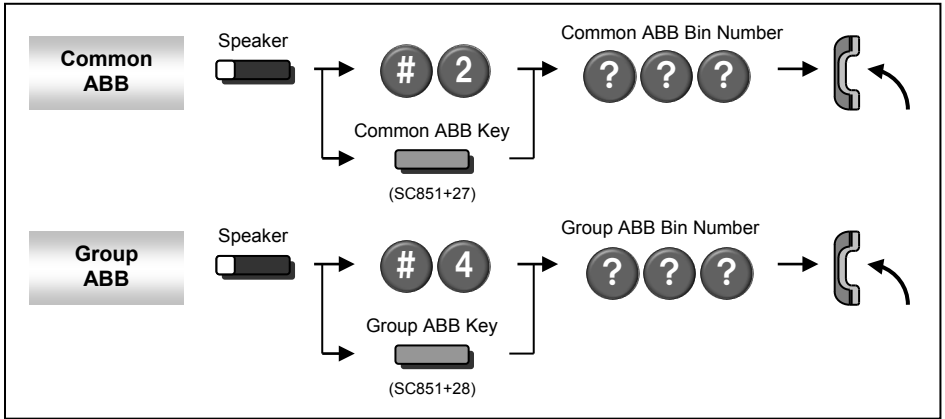 Common
ABB
Speaker
# 2
Common ABB Key
(SC851+27)
Common ABB Bin Number
? ? ?
Group
ABB
Speaker
# 4
Group ABB Key
(SC851+28)
Group ABB Bin Number
? ? ?